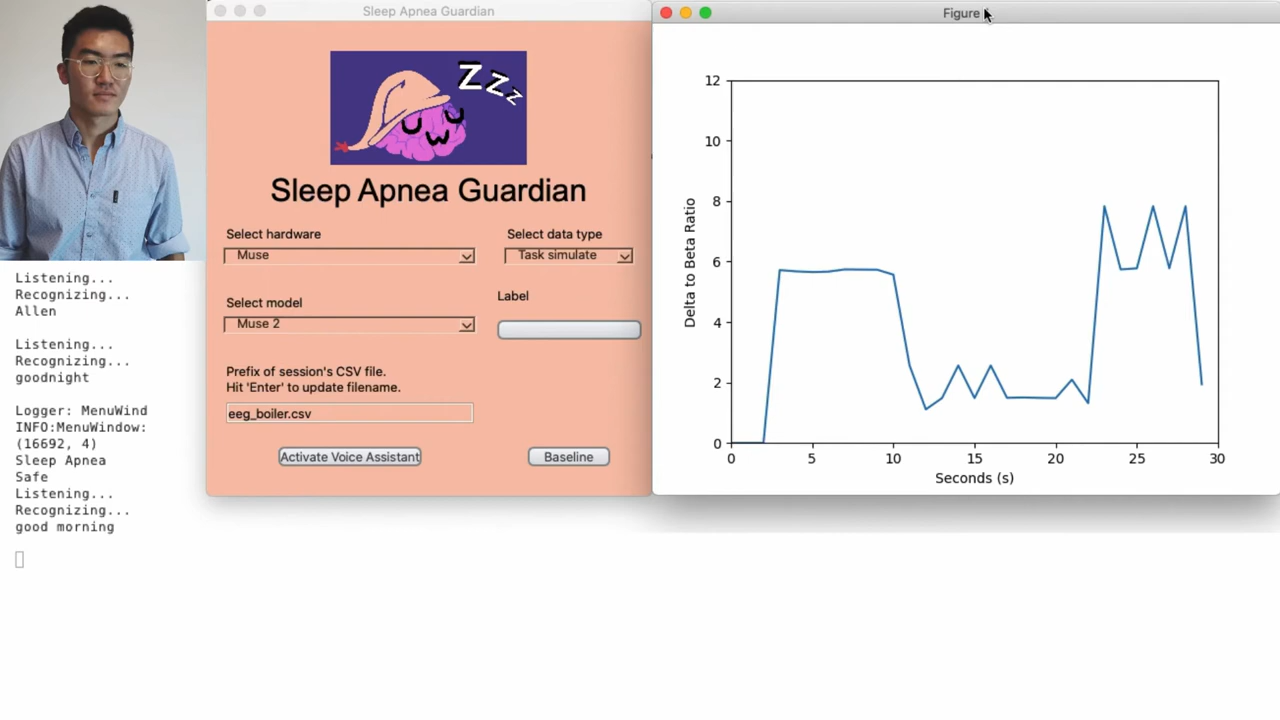 Sleep Apnea Guardian
Figure
Zzz
Sleep Apnea Guardian
Select hardware
Muse
Select data type
Task simulate
Select model
Muse 2
Label
Prefix of session's CSV file.
Hit 'Enter' to update filename.
eeg_boiler.csv
Activate Voice Assistant
Baseline
Listening...
Recognizing...
Allen
Listening...
Recognizing...
goodnight
Logger: MenuWind
INFO:MenuWindow:
(16692, 4)
Sleep Apnea
Safe
Listening...
Recognizing...
good morning
12
10
8
6
4
2
0
Delta to Beta Ratio
0 5 10 15 20 25 30
Seconds (s)